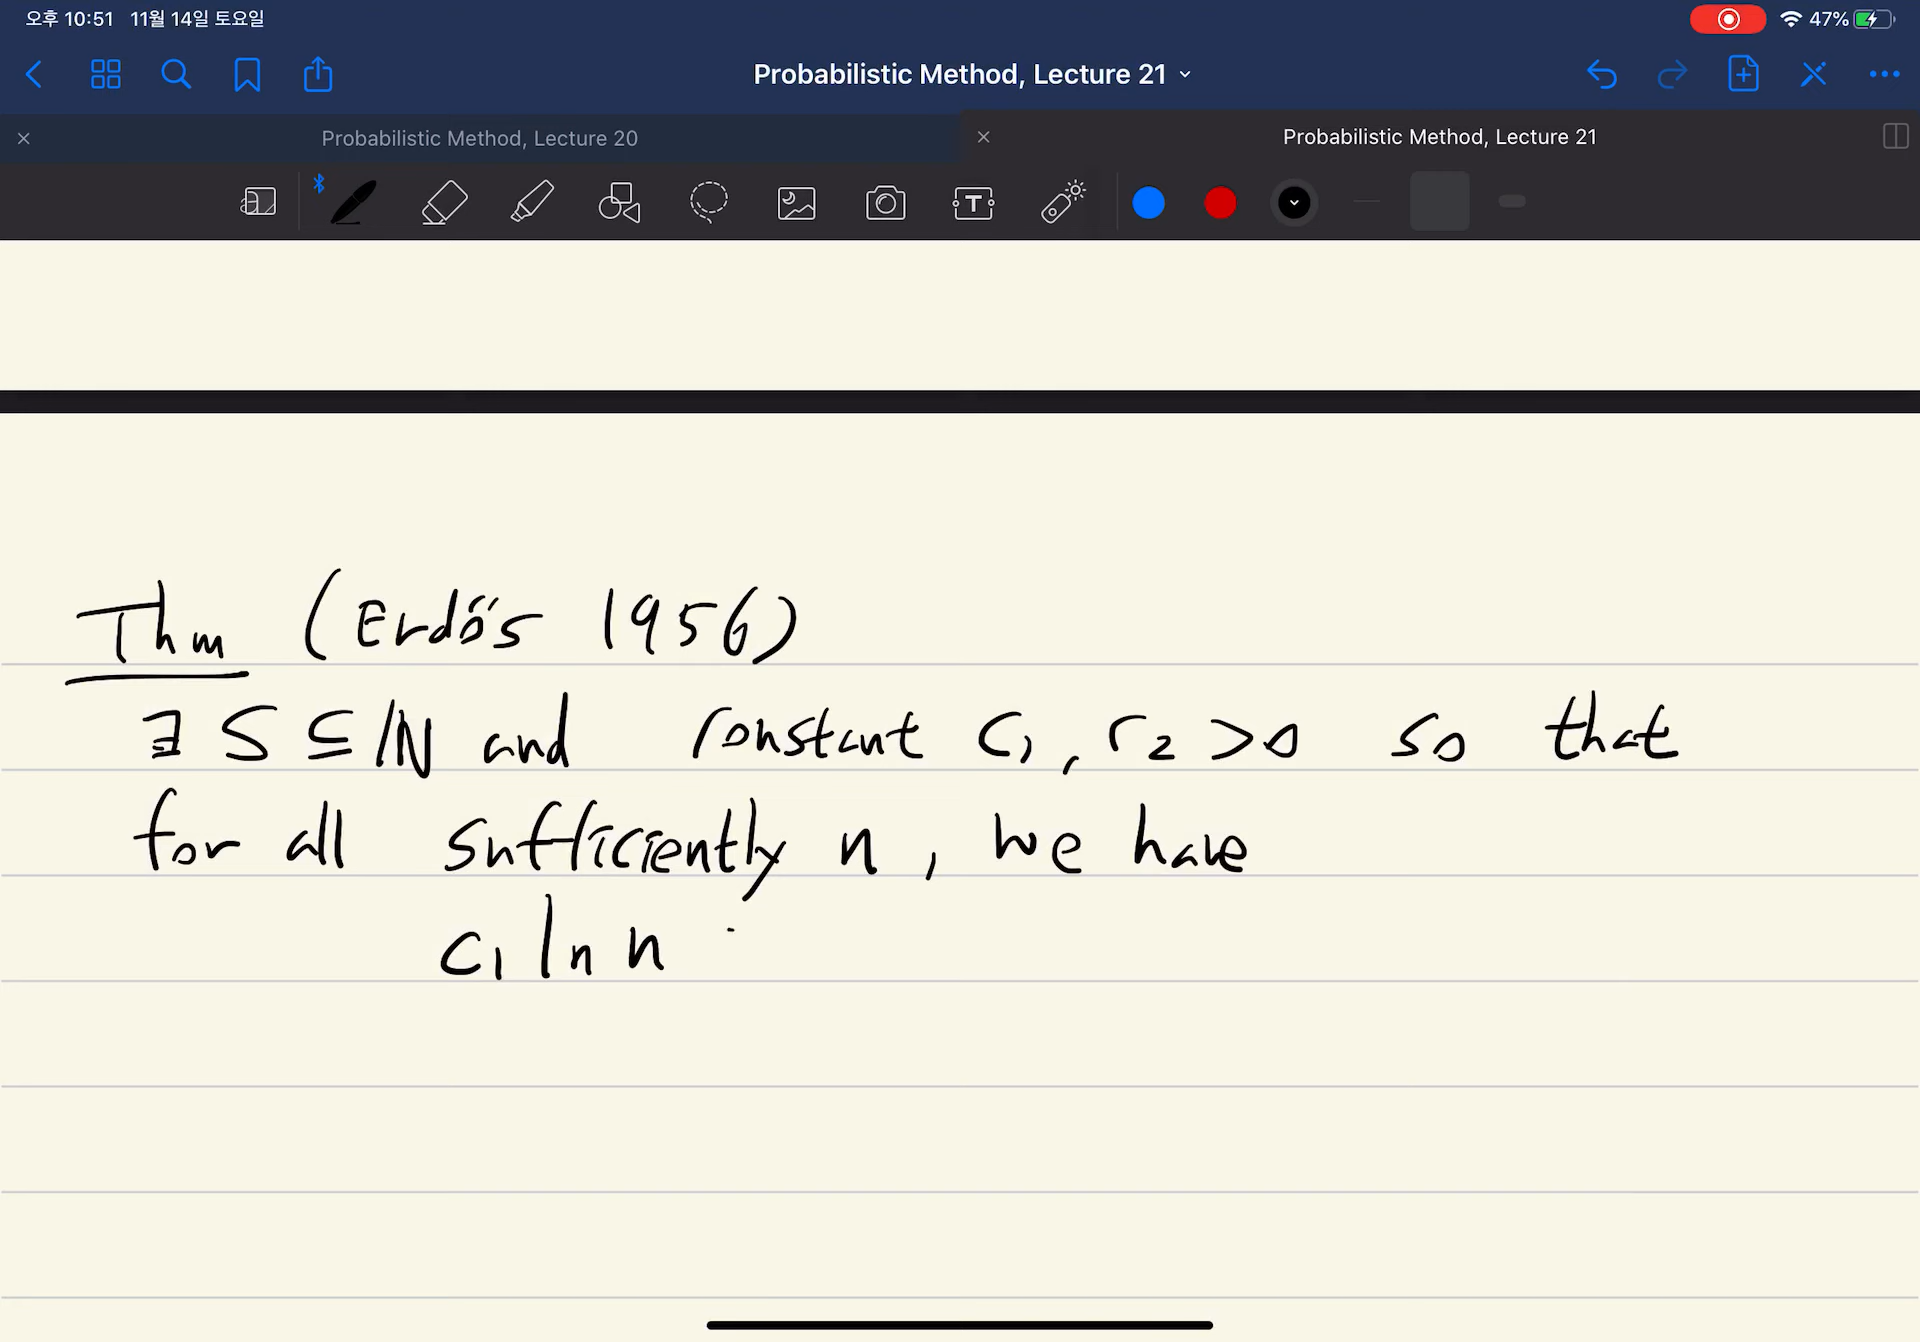 오후 10:51 11월 14일 토요일 47%
Probabilistic Method, Lecture 21
Probabilistic Method, Lecture 20 Probabilistic Method, Lecture 21
Thm (Erdős 1956)
∃ S ⊆ ℕ and constant c₁, c₂ >0 so that
for all sufficiently n, we have
c₁ ln n